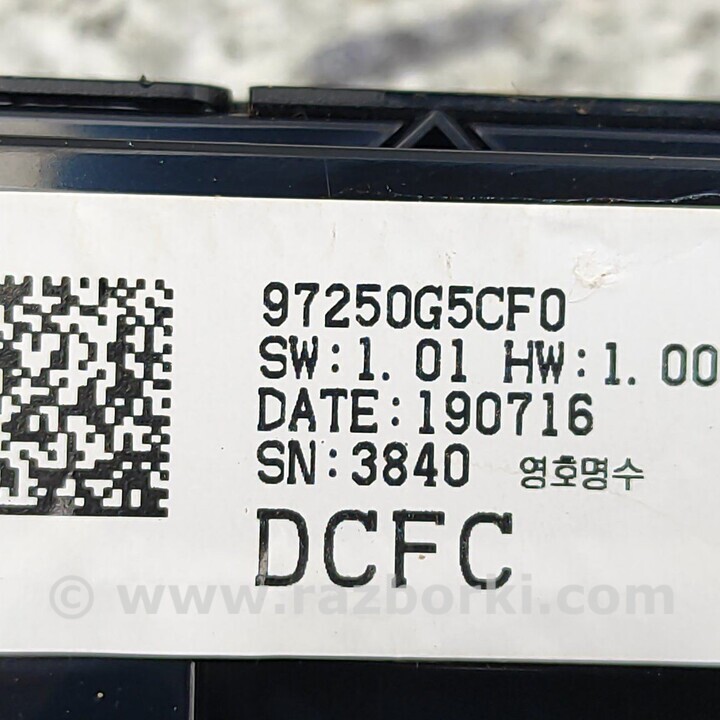 97250G5CF0
SW:1.01 HW:1.00
DATE:190716
SN:3840 영호명수
DCFC
© www.razborki.com